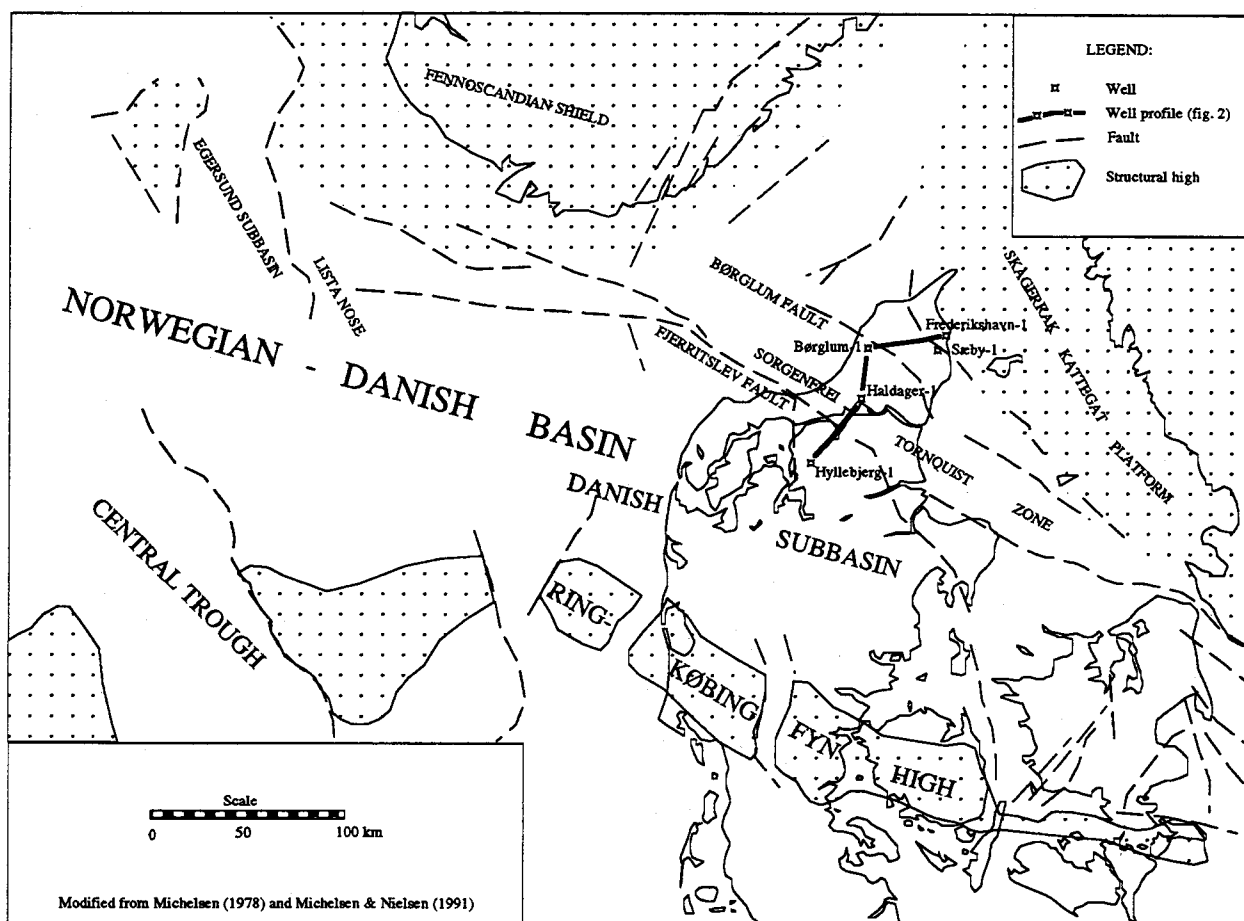 LEGEND:
Well
Well profile (fig. 2)
Fault
Structural high
FENNOSCANDIAN SHIELD
EGERSUND SUBBASIN
LISTA NOSE
NORWEGIAN - DANISH BASIN
BØRGLUM FAULT
SKAGERRAK KATTEGAT PLATFORM
Frederikshavn-1
Børglum-1
Sæby-1
SORGENFREI TORNQUIST ZONE
FJERRITSLEV FAULT
Haldager-1
Hyllebjerg-1
DANISH SUBBASIN
CENTRAL TROUGH
RING-
KØBING
FYN
HIGH
Scale
0 50 100 km
Modified from Michelsen (1978) and Michelsen & Nielsen (1991)